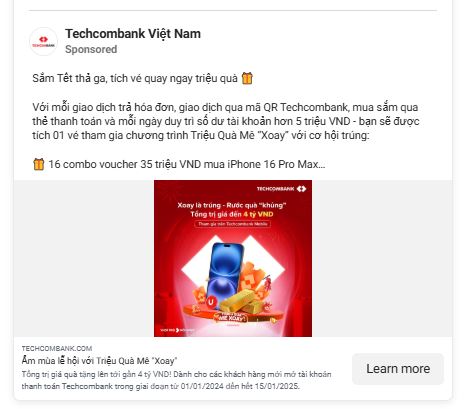 Techcombank Việt Nam
Sponsored
TECHCOMBANK
Sắm Tết thả ga, tích vé quay ngay triệu quà
Với mỗi giao dịch trả hóa đơn, giao dịch qua mã QR Techcombank, mua sắm qua
thẻ thanh toán và mỗi ngày duy trì số dư tài khoản hơn 5 triệu VND - bạn sẽ được
tích 01 vé tham gia chương trình Triệu Quà Mê "Xoay" với cơ hội trúng:
16 combo voucher 35 triệu VND mua iPhone 16 Pro Max...
TECHCOMBANK
Xoay là trúng - Rước quà "khủng"
Tổng trị giá đến 4 tỷ VND
Tham gia trên Techcombank Mobile
MÊ XOAY
TECHCOMBANK.COM
Ấm mùa lễ hội với Triệu Quà Mê "Xoay"
Tổng trị giá quà tặng lên tới gần 4 tỷ VND! Dành cho các khách hàng mới mở tài khoản
thanh toán Techcombank trong giai đoạn từ 01/01/2024 đến hết 15/01/2025.
Learn more